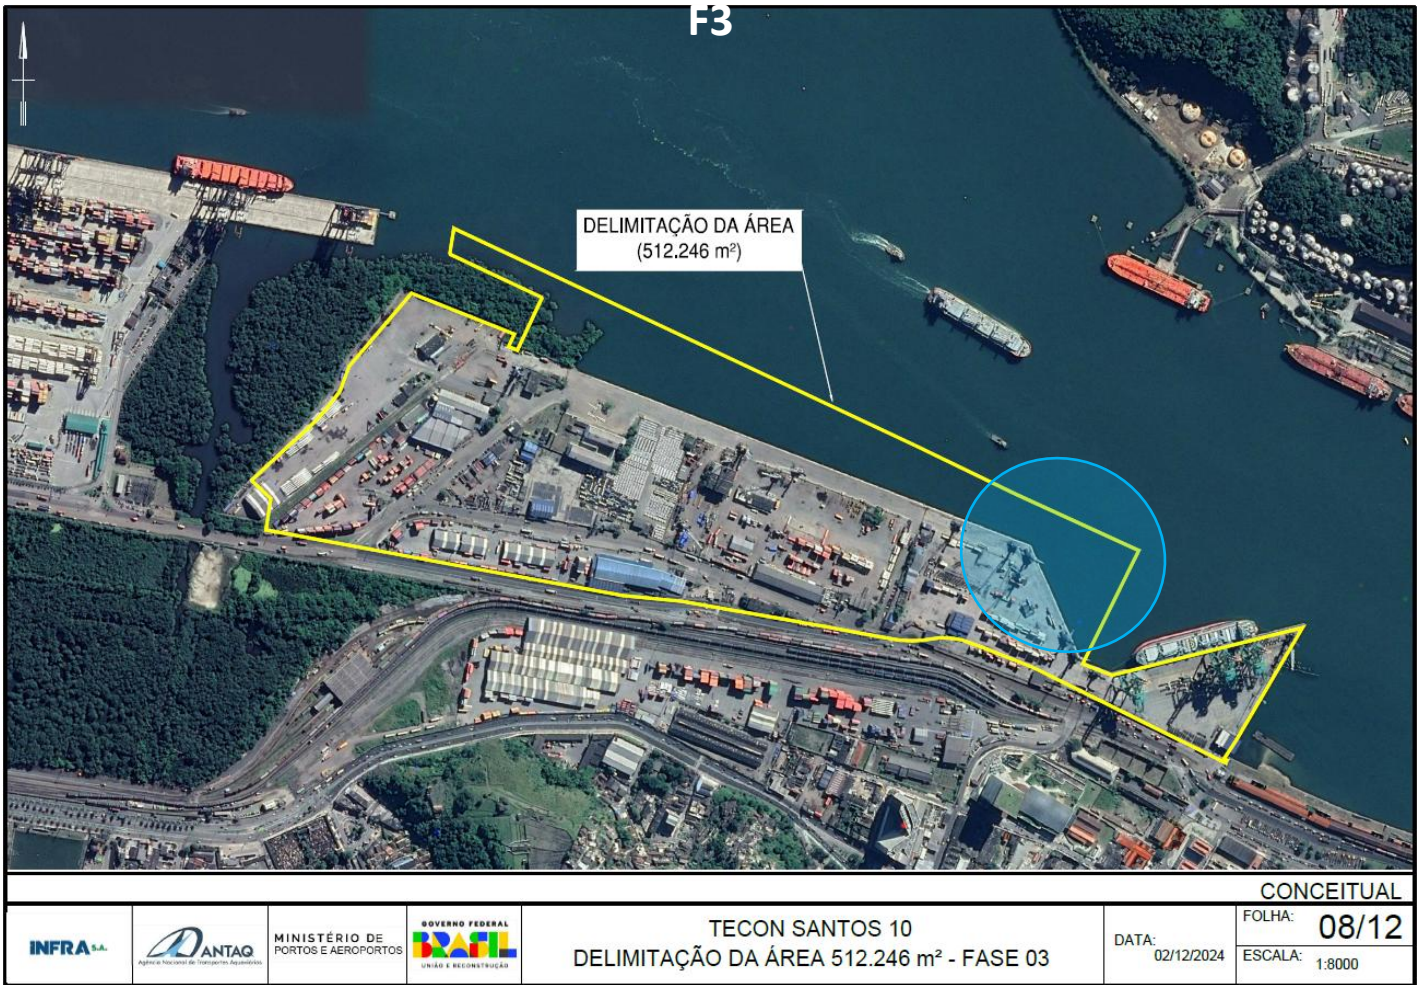 F3
DELIMITAÇÃO DA ÁREA
(512.246 m²)
CONCEITUAL
INFRA S.A.
ANTAQ
Agência Nacional de Transportes Aquaviários
MINISTÉRIO DE
PORTOS E AEROPORTOS
GOVERNO FEDERAL
BRASIL
UNIÃO E RECONSTRUÇÃO
TECON SANTOS 10
DELIMITAÇÃO DA ÁREA 512.246 m² - FASE 03
DATA:
02/12/2024
FOLHA: 08/12
ESCALA: 1:8000